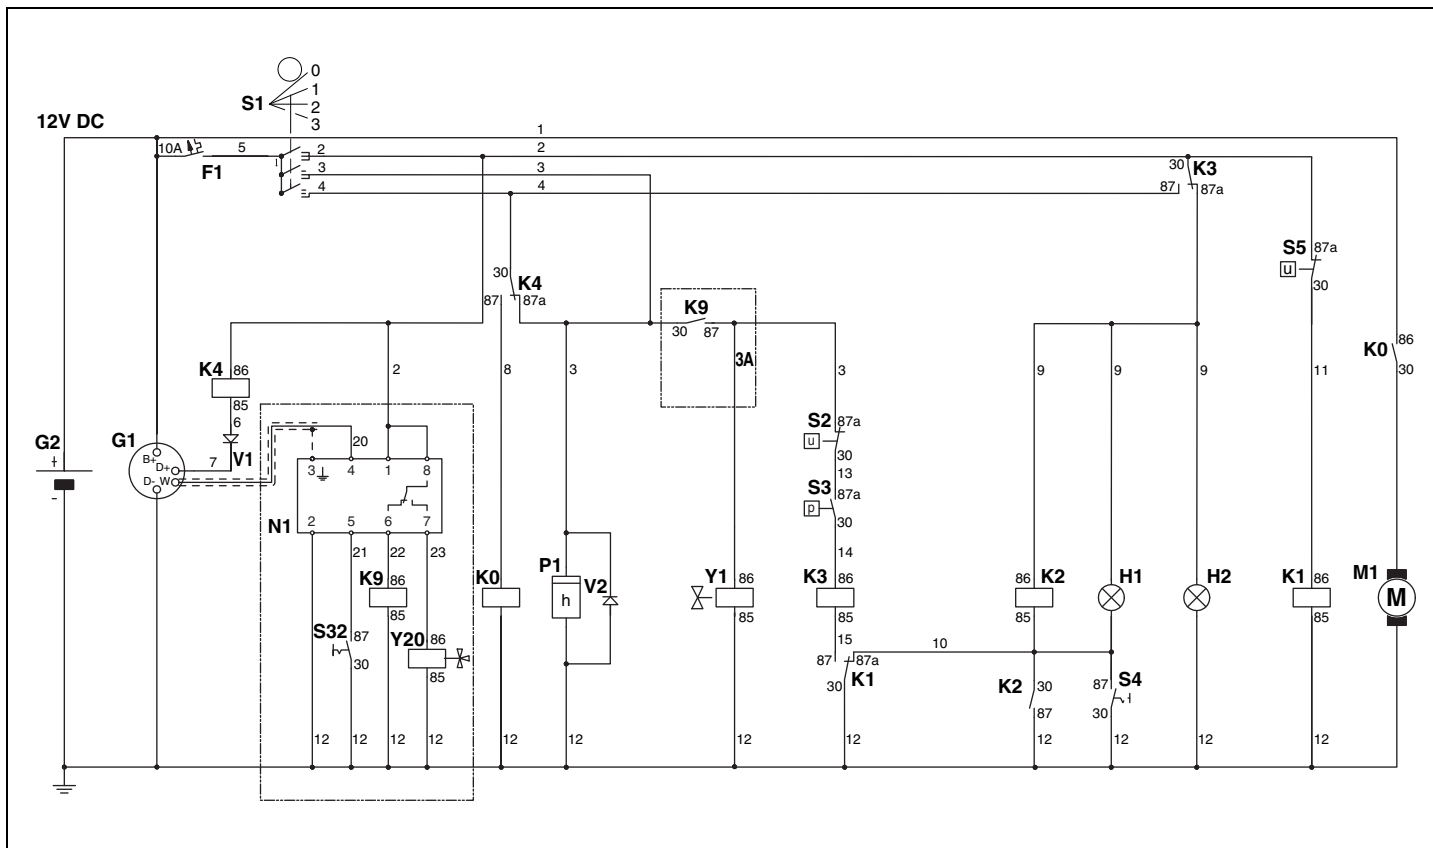 0
1
S1
2
3
12V DC
1
10A
5
2
2
F1
1
3
3
4
4
30
K3
87
87a
S5
87a
u
30
30
K4
87
87a
K9
30
87
3A
K0
86
30
K4
86
85
2
8
3
3
9
9
9
11
6
S2
87a
u
30
G2
+
-
G1
B+
D+
D-
W
7
V1
20
13
3
4
1
8
S3
87a
p
30
N1
2
5
6
7
21
22
23
14
K9
86
85
K0
P1
h
V2
Y1
86
85
K3
86
85
86
K2
85
H1
H2
K1
86
85
M1
M
S32
87
30
Y20
86
85
15
10
87
87a
30
K1
K2
30
87
87
S4
30
12
12
12
12
12
12
12
12
12
12
12